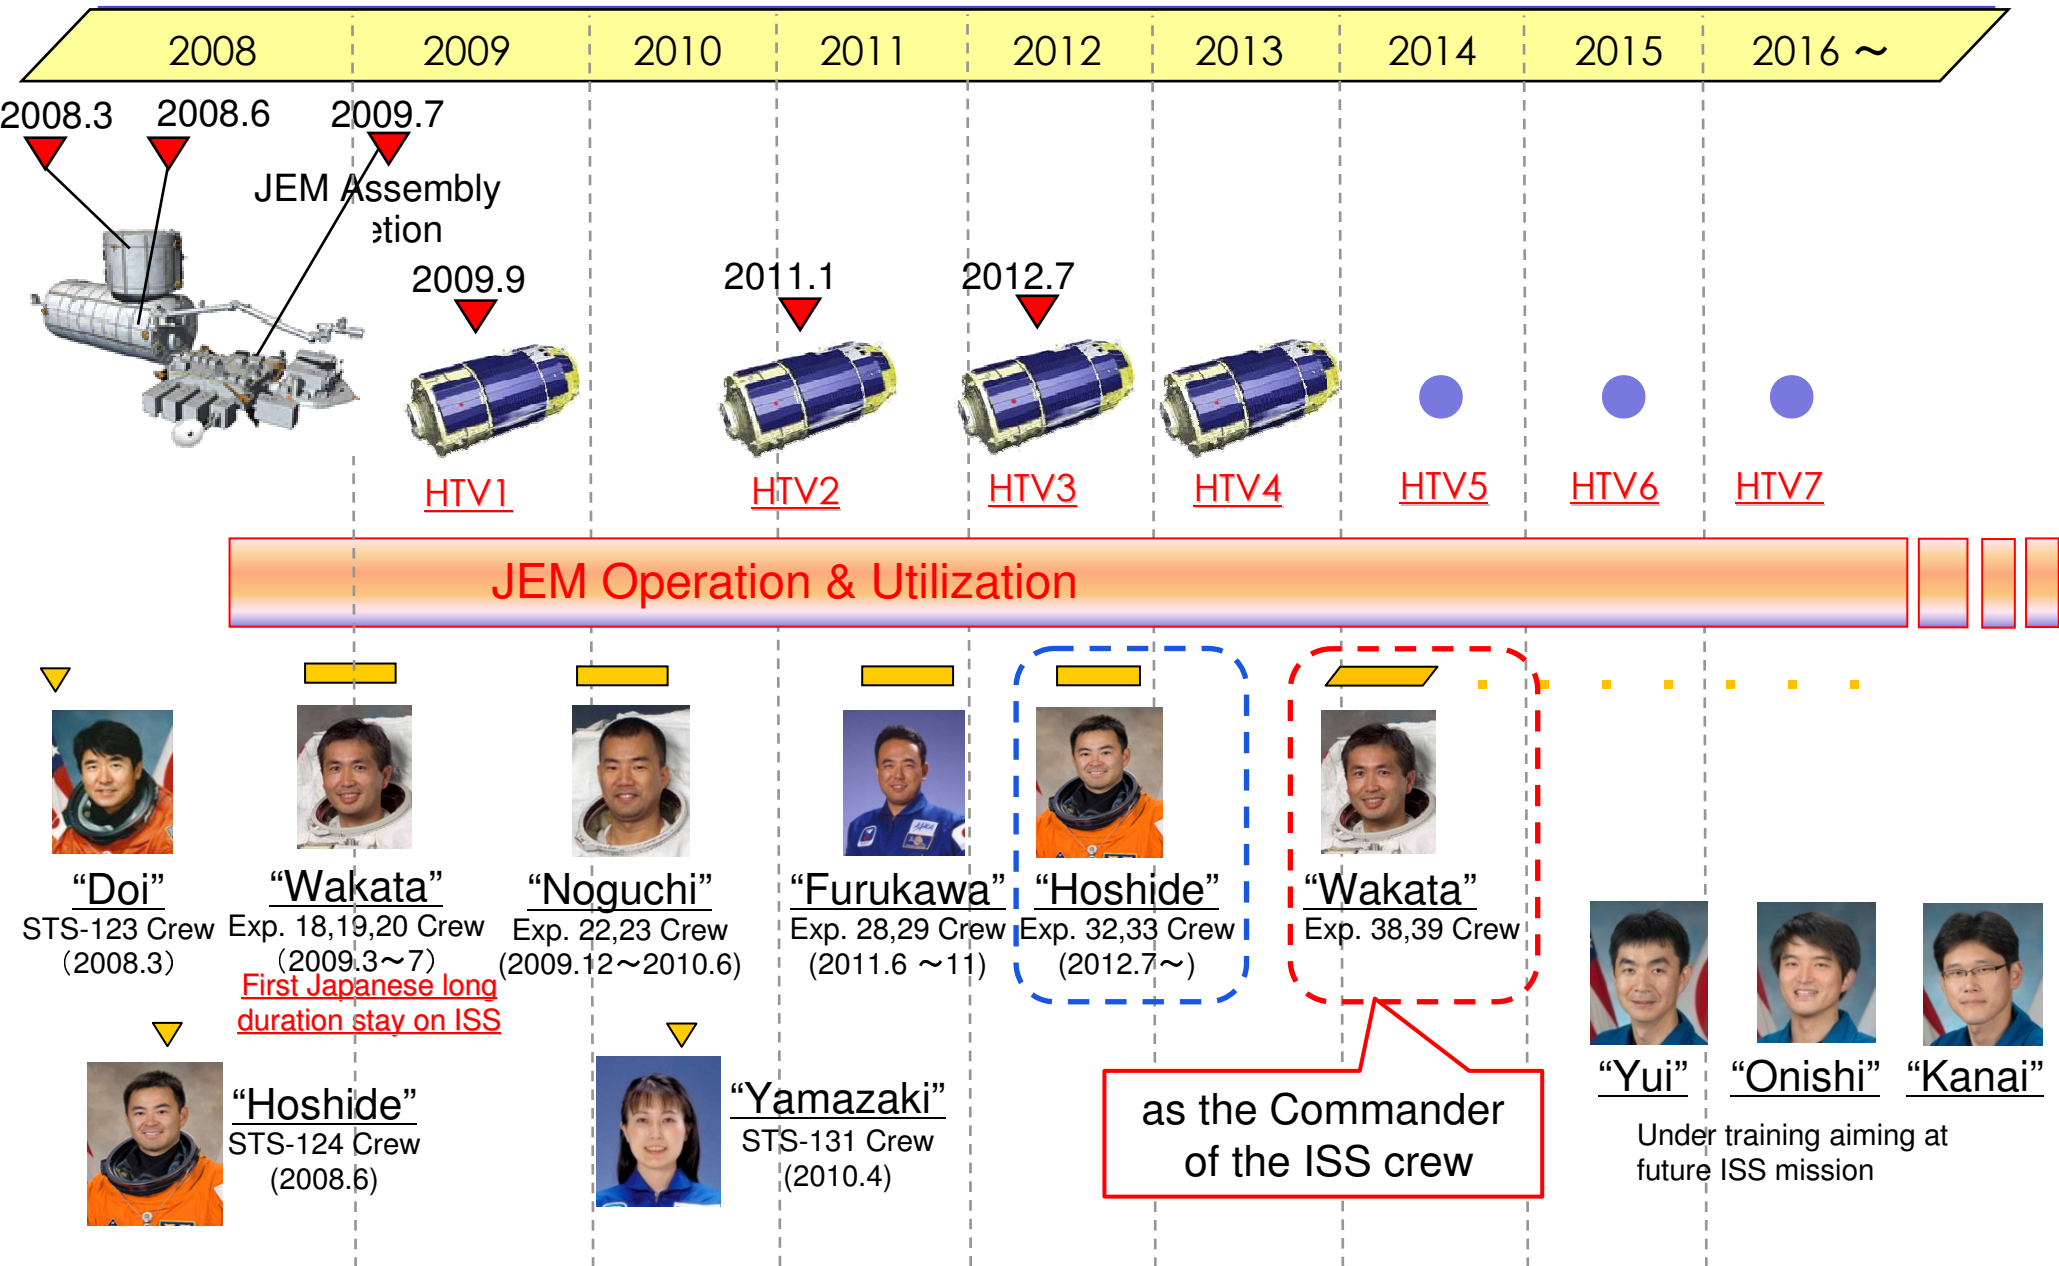 2008 2009 2010 2011 2012 2013 2014 2015 2016 ～
2008.3 2008.6 2009.7
JEM Assembly
etion
2009.9 2011.1 2012.7
HTV1 HTV2 HTV3 HTV4 HTV5 HTV6 HTV7
JEM Operation & Utilization
“Doi”
STS-123 Crew
（2008.3）
“Wakata”
Exp. 18,19,20 Crew
（2009.3～7）
First Japanese long
duration stay on ISS
“Noguchi”
Exp. 22,23 Crew
(2009.12～2010.6)
“Furukawa”
Exp. 28,29 Crew
(2011.6 ～11)
“Hoshide”
Exp. 32,33 Crew
(2012.7～)
“Wakata”
Exp. 38,39 Crew
“Hoshide”
STS-124 Crew
(2008.6)
“Yamazaki”
STS-131 Crew
(2010.4)
as the Commander
of the ISS crew
“Yui” “Onishi” “Kanai”
Under training aiming at
future ISS mission